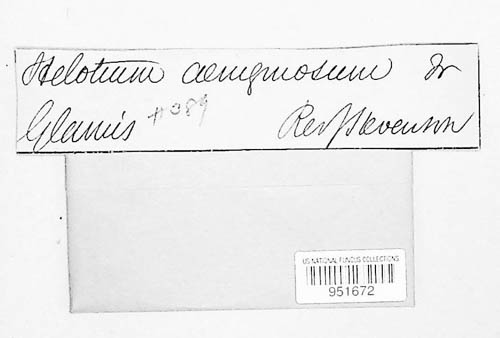 Helotium aeruginosum Fr
Glamis #389 Rev Stevenson
US NATIONAL FUNGUS COLLECTIONS
951672